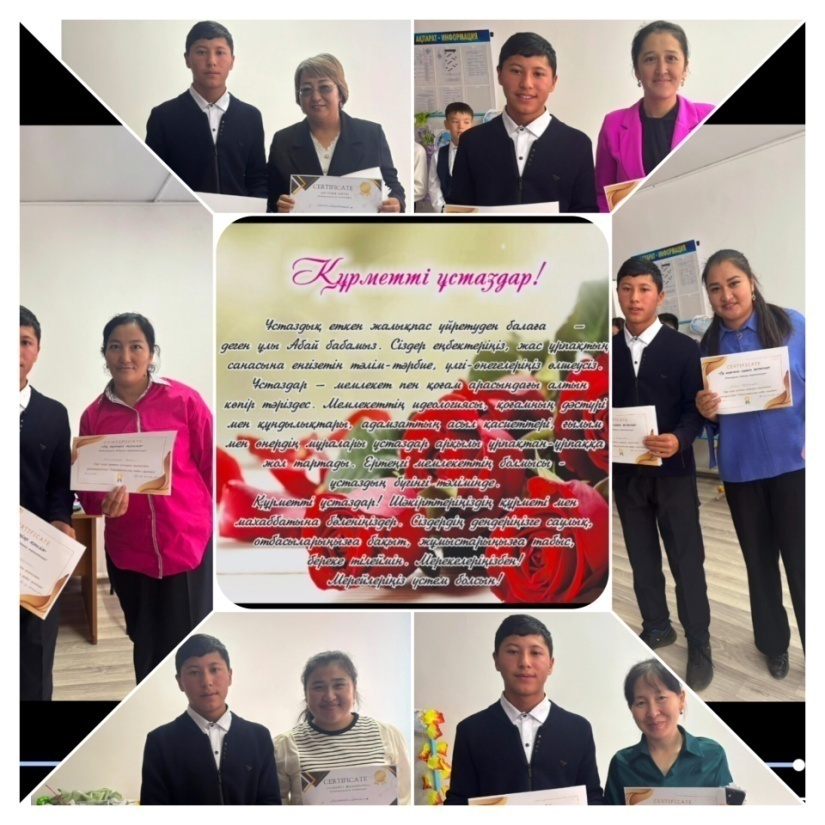 АҚПАРАТ - ИНФОРМАЦИЯ
CERTIFICATE
Құрметті ұстаздар!
Ұстаздық еткен жалықпас үйретуден балаға —
деген ұлы Абай бабамыз. Сіздер еңбектеріңіз, жас ұрпақтың
санасына енгізетін тәлім-тәрбие, үлгі-өнегелеріңіз өлшеусіз.
Ұстаздар — мемлекет пен қоғам арасындағы алтын
көпір тәріздес. Мемлекеттің идеологиясы, қоғамның дәстүрі
мен құндылықтары, адамзаттың асыл қасиеттері, ғылым
мен өнердің мұралары ұстаздар арқылы ұрпақтан-ұрпаққа
жол тартады. Ертеңгі мемлекеттің болмысы -
ұстаздың бүгінгі тәлімінде.
Құрметті ұстаздар! Шәкірттеріңіздің құрметі мен
махаббатына бөленіңіздер. Сіздердің дендеріңізге саулық,
отбасыларыңызға бақыт, жұмыстарыңызға табыс,
береке тілеймін. Мерекелеріңізбен!
Мерейлеріңіз үстем болсын!
CERTIFICATE
CERTIFICATE
ИНФОРМАЦИЯ
CERTIFICATE
CERTIFICATE
CERTIFICATE